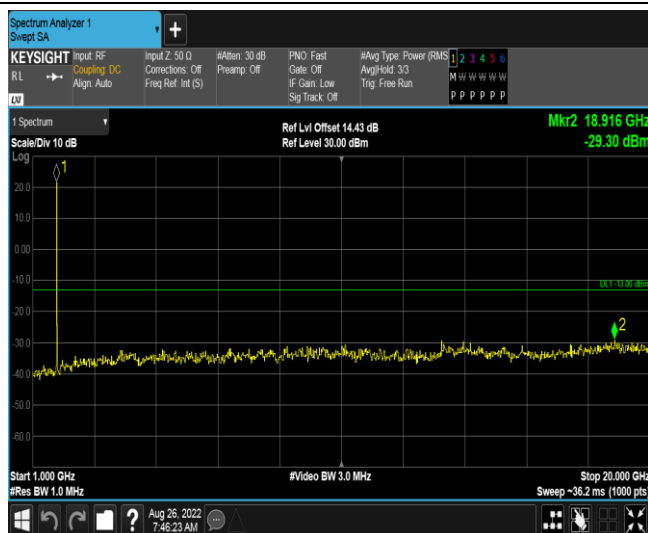 Spectrum Analyzer 1
Swept SA
+
KEYSIGHT
RL
LXI
Input: RF
Coupling: DC
Align: Auto
Input Z: 50 Ω
Corrections: Off
Freq Ref: Int (S)
#Atten: 30 dB
Preamp: Off
PNO: Fast
Gate: Off
IF Gain: Low
Sig Track: Off
#Avg Type: Power (RMS
Avg|Hold: 3/3
Trig: Free Run
1 2 3 4 5 6
M W W W W W
P P P P P P
1 Spectrum
Scale/Div 10 dB
Log
Ref Lvl Offset 14.43 dB
Ref Level 30.00 dBm
Mkr2 18.916 GHz
-29.30 dBm
1
20.0
10.0
0.00
-10.0
DL1 -13.00 dBm
2
-20.0
-30.0
-40.0
-50.0
-60.0
Start 1.000 GHz
#Res BW 1.0 MHz
#Video BW 3.0 MHz
Stop 20.000 GHz
Sweep ~36.2 ms (1000 pts)
?
Aug 26, 2022
7:46:23 AM